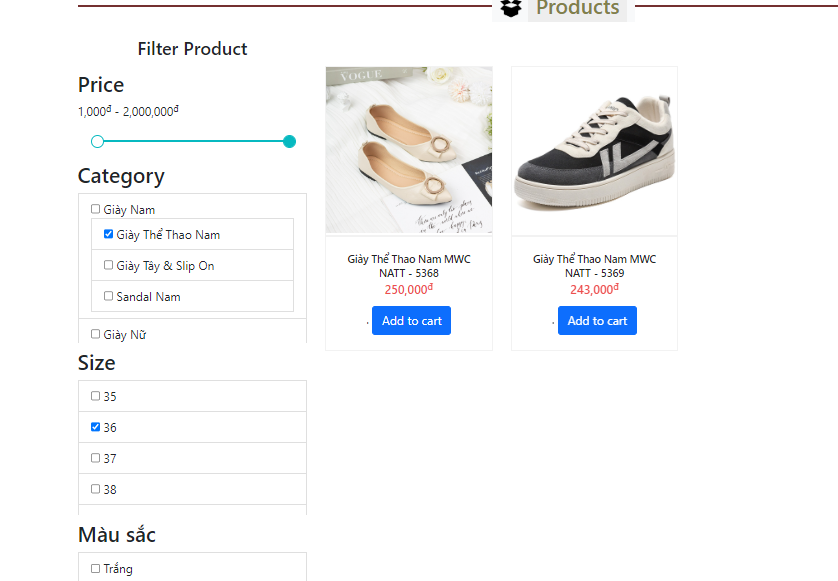 Products
Filter Product
Price
1,000đ - 2,000,000đ
Category
Giày Nam
Giày Thể Thao Nam
Giày Tây & Slip On
Sandal Nam
Giày Nữ
Size
35
36
37
38
Màu sắc
Trắng
VOGUE
Giày Thể Thao Nam MWC
NATT - 5368
250,000đ
. Add to cart
Giày Thể Thao Nam MWC
NATT - 5369
243,000đ
. Add to cart